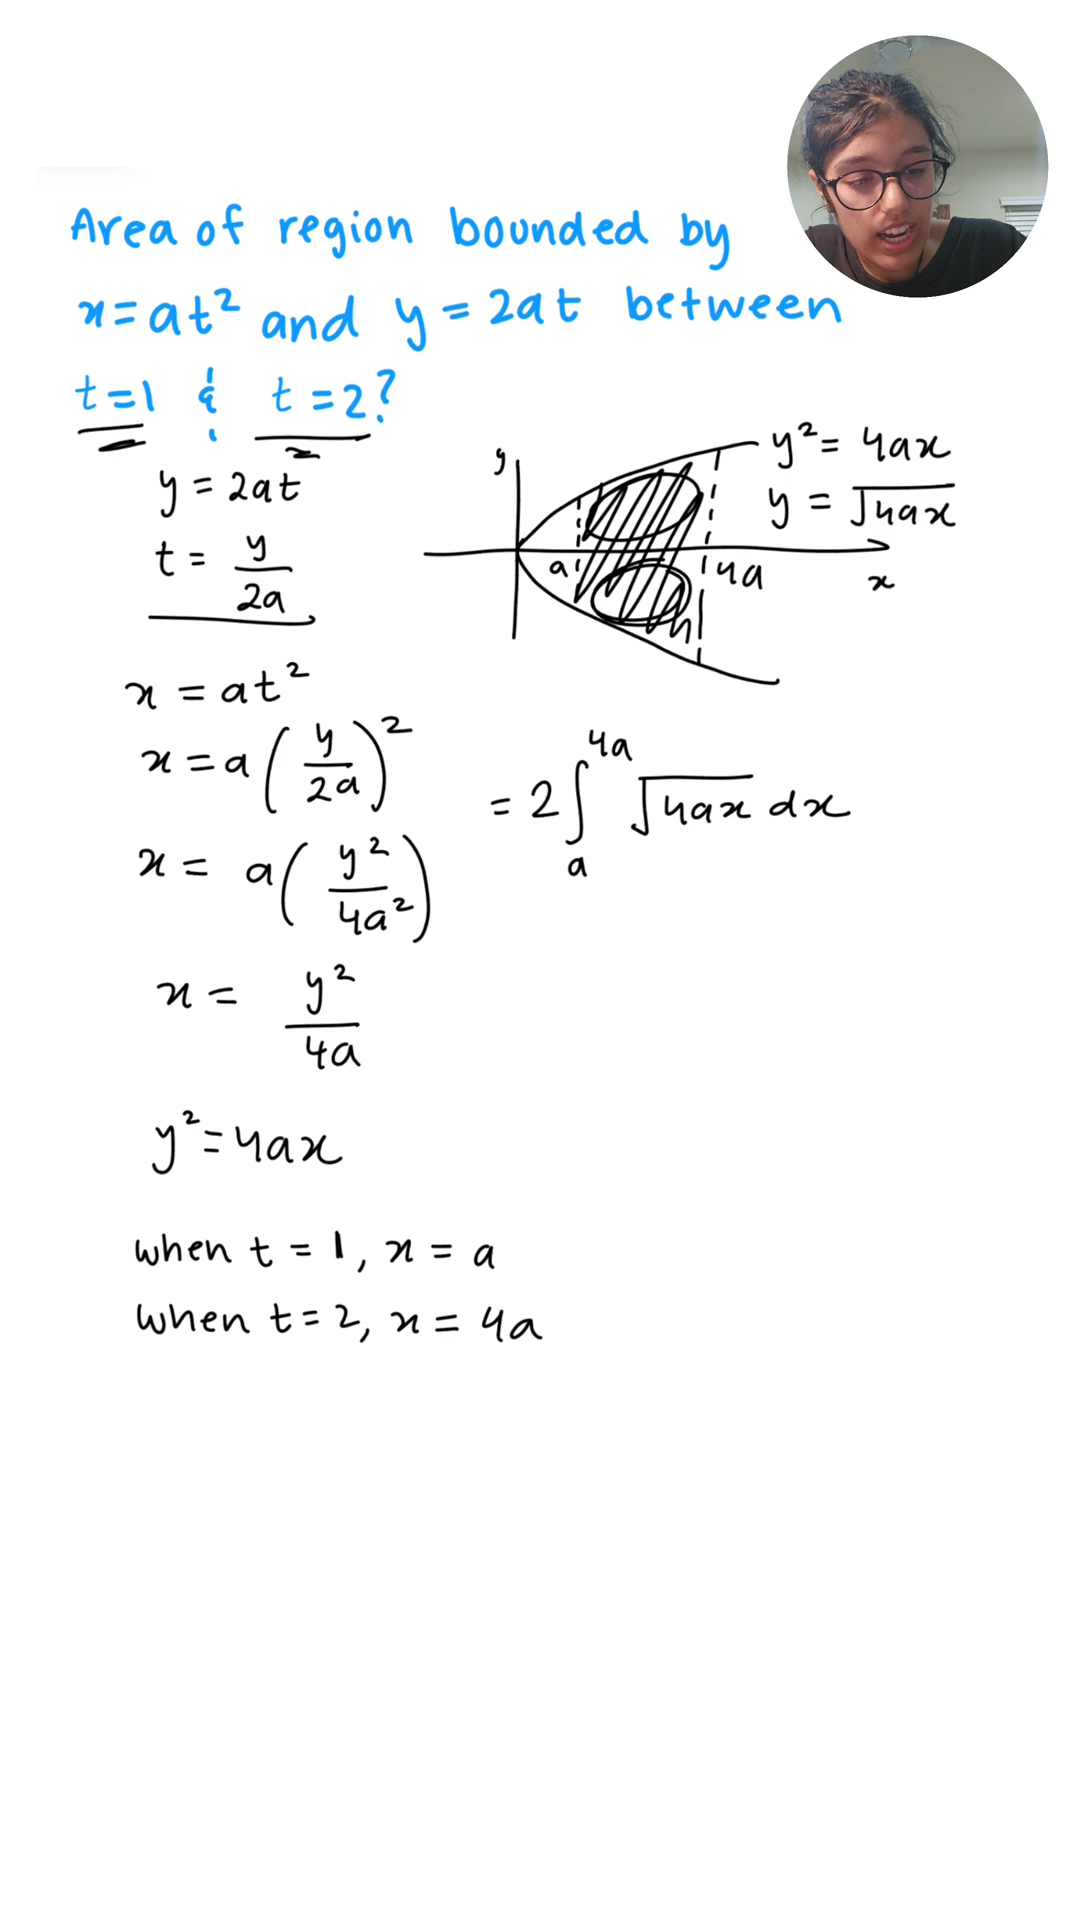 Area of region bounded by
x = at² and y = 2at between
t=1 & t=2?
y = 2at
t = y/2a
x = at²
x = a(y/2a)²
x = a(y²/4a²)
x = y²/4a
y² = 4ax
when t = 1, x = a
when t = 2, x = 4a
y
y² = 4ax
y = √4ax
a
4a
x
= 2∫ₐ⁴ᵃ √4ax dx